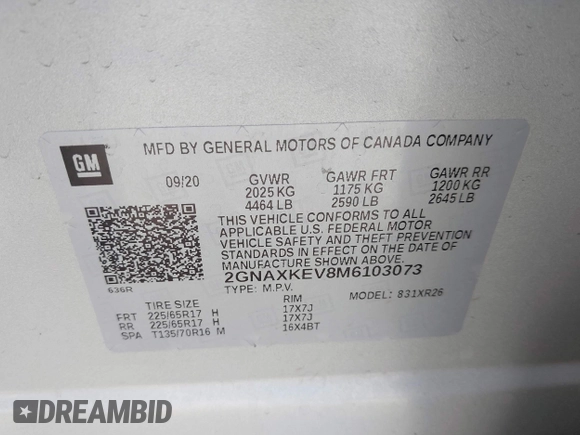 GM
MFD BY GENERAL MOTORS OF CANADA COMPANY
09/20 GVWR GAWR FRT GAWR RR
2025 KG 1175 KG 1200 KG
4464 LB 2590 LB 2645 LB
THIS VEHICLE CONFORMS TO ALL
APPLICABLE U.S. FEDERAL MOTOR
VEHICLE SAFETY AND THEFT PREVENTION
STANDARDS IN EFFECT ON THE DATE OF
MANUFACTURE SHOWN ABOVE.
2GNAXKEV8M6103073
636R TYPE: M.P.V. MODEL: 831XR26
TIRE SIZE RIM
FRT 225/65R17 H 17X7J
RR 225/65R17 H 17X7J
SPA T135/70R16 M 16X4BT
DREAMBID